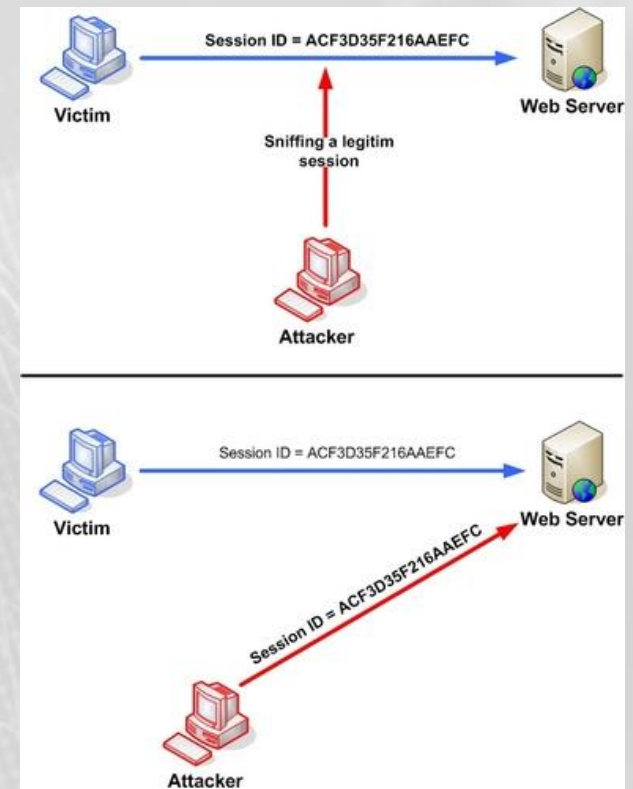 Session ID = ACF3D35F216AAEFC
Victim
Web Server
Sniffing a legitim
session
Attacker
Session ID = ACF3D35F216AAEFC
Victim
Web Server
Session ID = ACF3D35F216AAEFC
Attacker